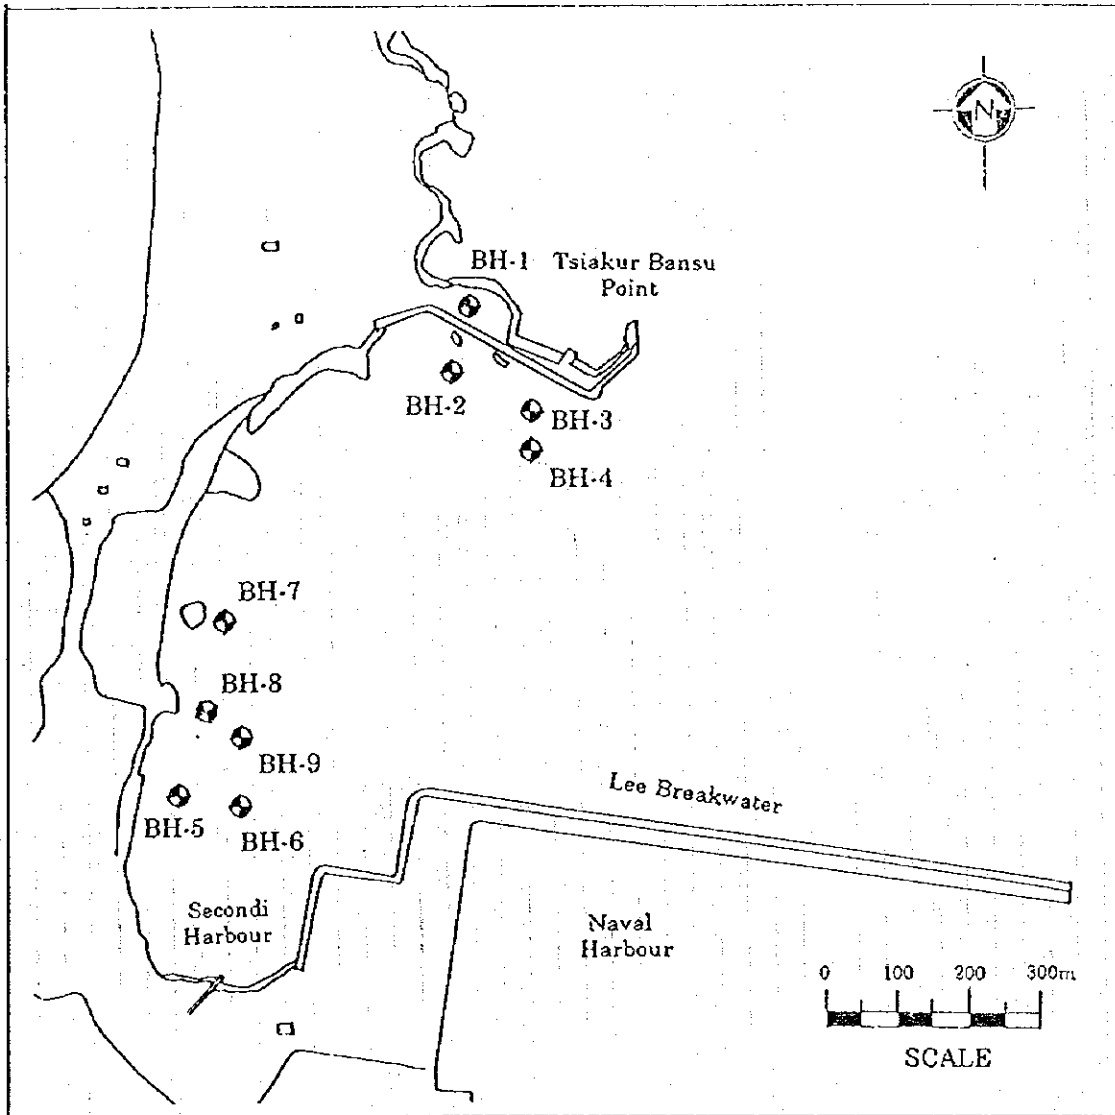 N
BH-1
Tsiakur Bansu
Point
BH-2
BH-3
BH-4
BH-7
BH-8
BH-9
BH-5
BH-6
Lee Breakwater
Secondi
Harbour
Naval
Harbour
0 100 200 300m
SCALE